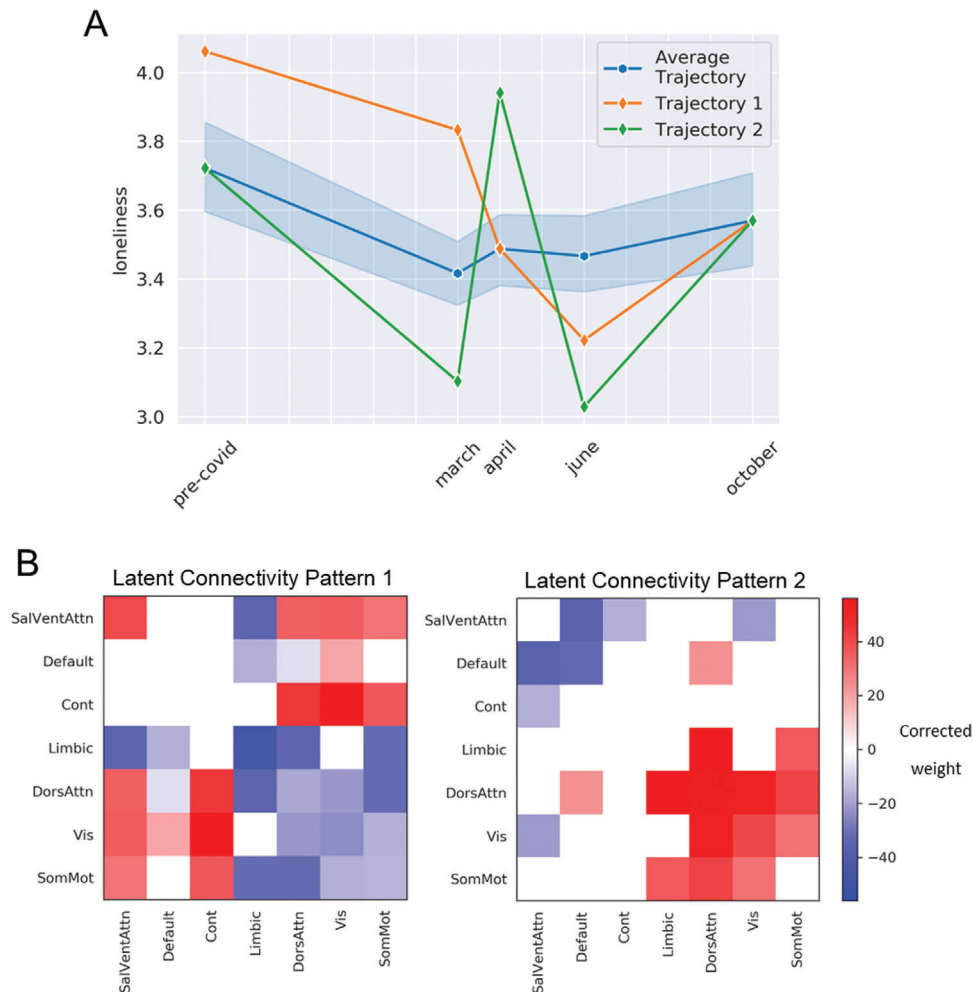 A
4.0
3.8
3.6
3.4
3.2
3.0
loneliness
Average
Trajectory
Trajectory 1
Trajectory 2
pre-covid
march
april
june
october
B
Latent Connectivity Pattern 1
SalVentAttn
Default
Cont
Limbic
DorsAttn
Vis
SomMot
SalVentAttn
Default
Cont
Limbic
DorsAttn
Vis
SomMot
Latent Connectivity Pattern 2
SalVentAttn
Default
Cont
Limbic
DorsAttn
Vis
SomMot
SalVentAttn
Default
Cont
Limbic
DorsAttn
Vis
SomMot
40
20
0
−20
−40
Corrected
weight